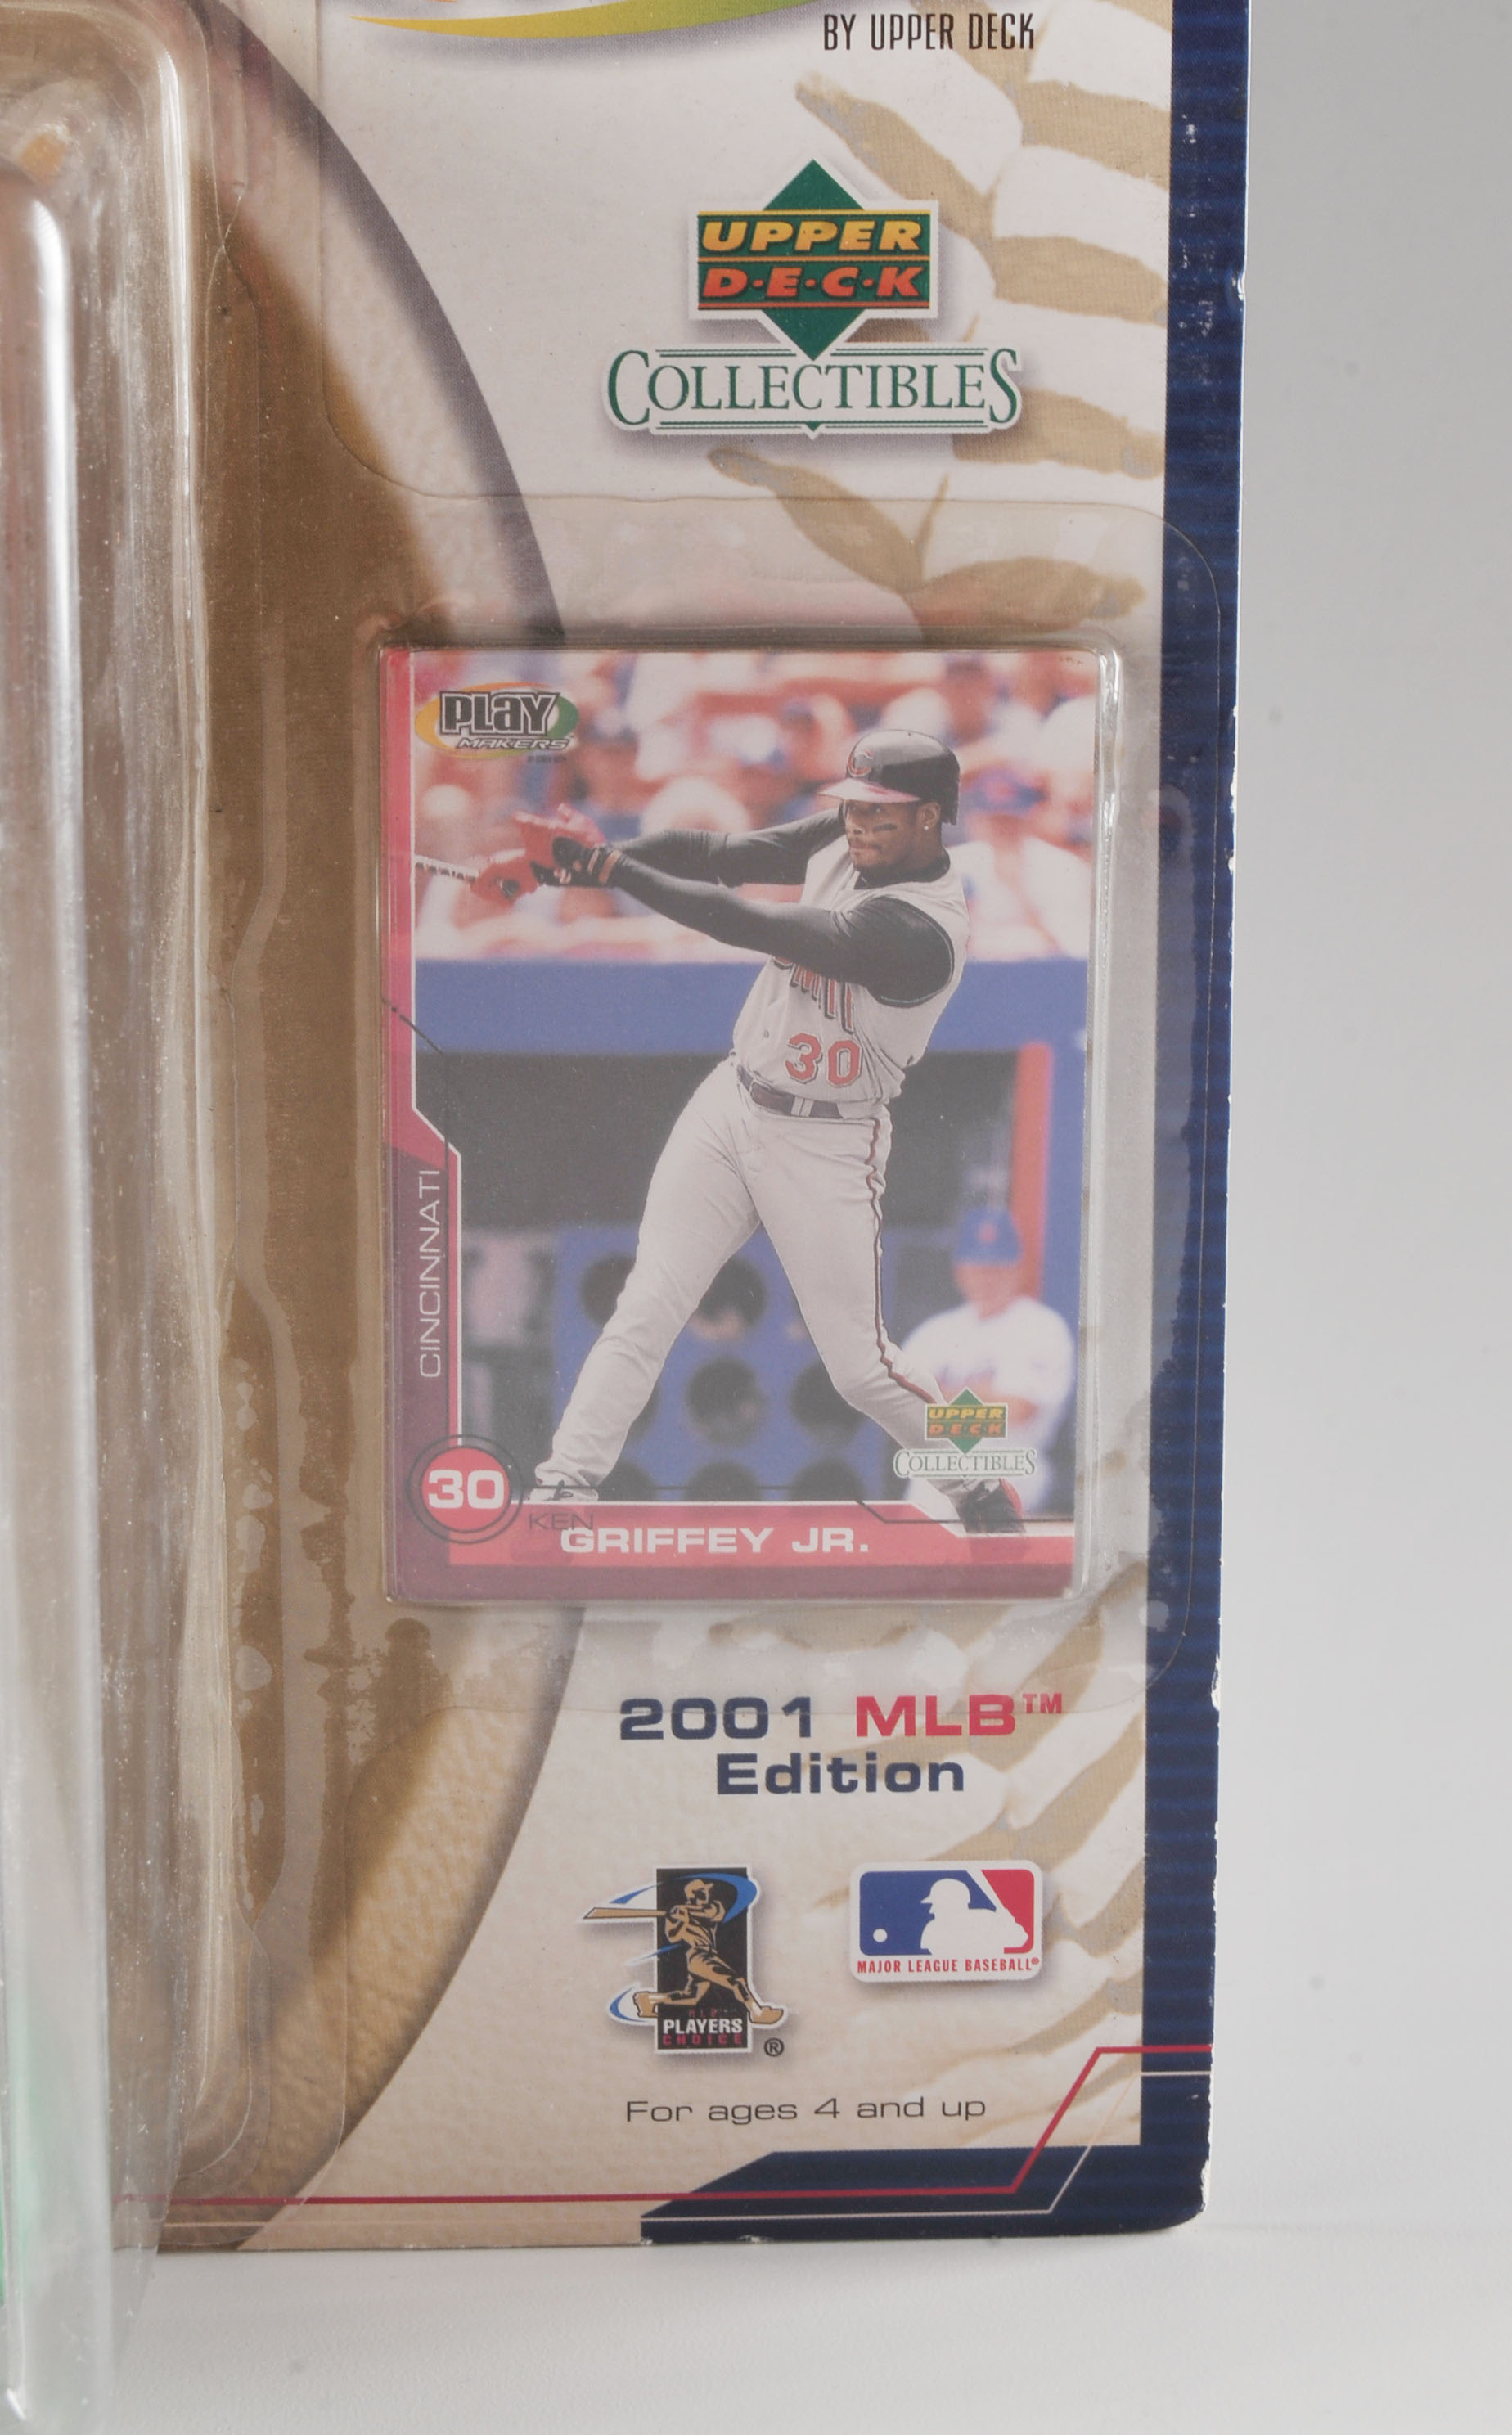 BY UPPER DECK
UPPER
D·E·C·K
COLLECTIBLES
PLAY
MAKERS
C
30
CINCINNATI
UPPER
D·E·C·K
COLLECTIBLES
30
KEN
GRIFFEY JR.
2001 MLB™
Edition
MLB
PLAYERS
CHOICE
®
MAJOR LEAGUE BASEBALL®
For ages 4 and up